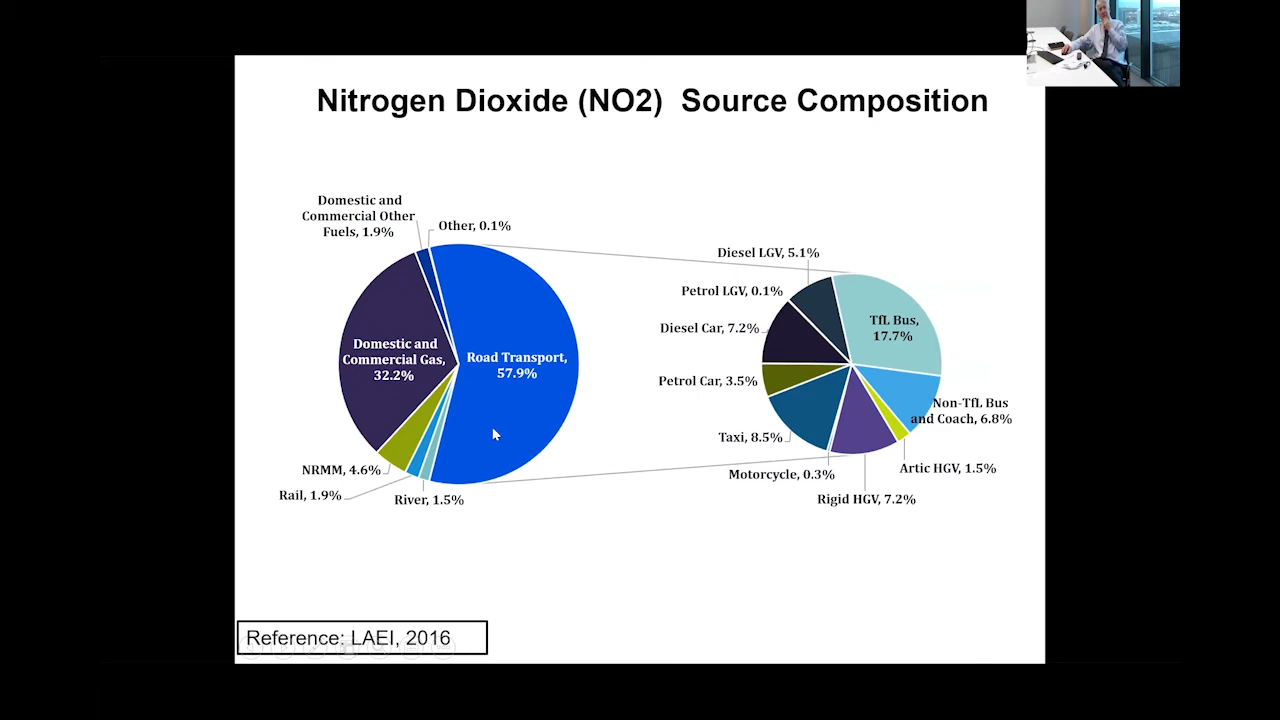 Nitrogen Dioxide (NO2) Source Composition
Domestic and
Commercial Other
Fuels, 1.9%
Other, 0.1%
Domestic and
Commercial Gas,
32.2%
Road Transport,
57.9%
NRMM, 4.6%
Rail, 1.9%
River, 1.5%
Diesel LGV, 5.1%
Petrol LGV, 0.1%
Diesel Car, 7.2%
Petrol Car, 3.5%
Taxi, 8.5%
Motorcycle, 0.3%
Rigid HGV, 7.2%
Artic HGV, 1.5%
Non-TfL Bus
and Coach, 6.8%
TfL Bus,
17.7%
Reference: LAEI, 2016